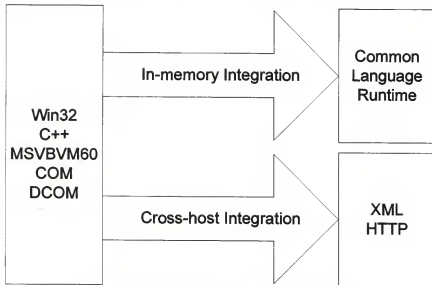 Win32
C++
MSVBVM60
COM
DCOM
In-memory Integration
Common
Language
Runtime
Cross-host Integration
XML
HTTP